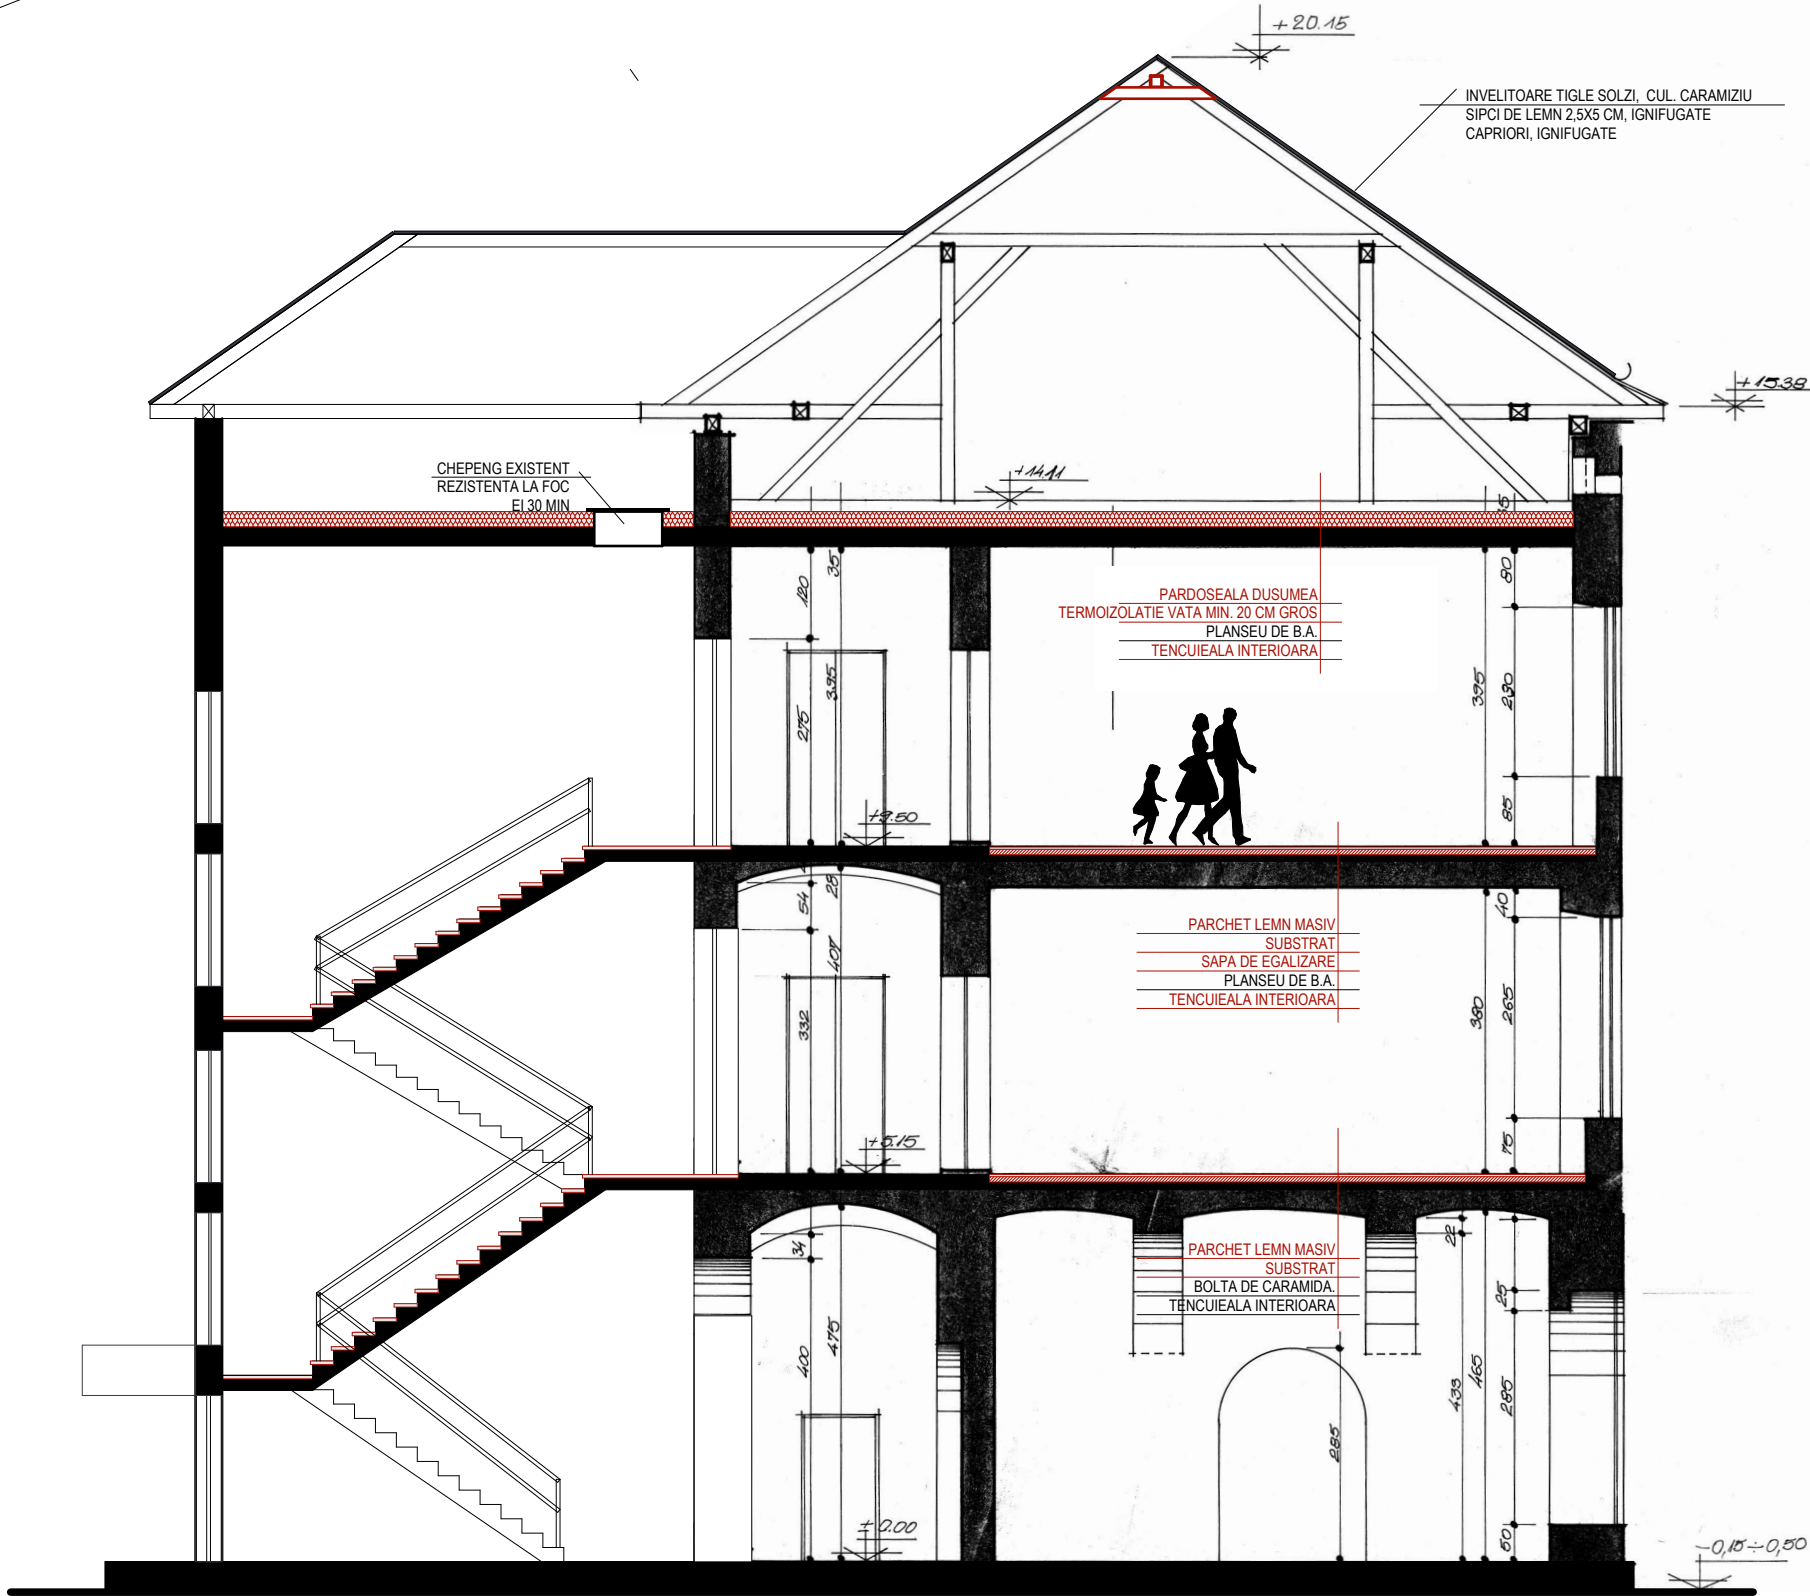 +20.15
INVELITOARE TIGLE SOLZI, CUL. CARAMIZIU
SIPCI DE LEMN 2,5X5 CM, IGNIFUGATE
CAPRIORI, IGNIFUGATE
+15.38
CHEPENG EXISTENT
REZISTENTA LA FOC
EI 30 MIN
+14.11
120
35
80
PARDOSEALA DUSUMEA
TERMOIZOLATIE VATA MIN. 20 CM GROS
PLANSEU DE B.A.
TENCUIEALA INTERIOARA
275
3.95
395
230
85
+9.50
54
28
40
PARCHET LEMN MASIV
SUBSTRAT
SAPA DE EGALIZARE
PLANSEU DE B.A.
TENCUIEALA INTERIOARA
332
407
380
265
75
+5.15
34
22
PARCHET LEMN MASIV
SUBSTRAT
BOLTA DE CARAMIDA.
TENCUIEALA INTERIOARA
25
400
475
285
433
465
285
50
± 0.00
-0,15÷0,50